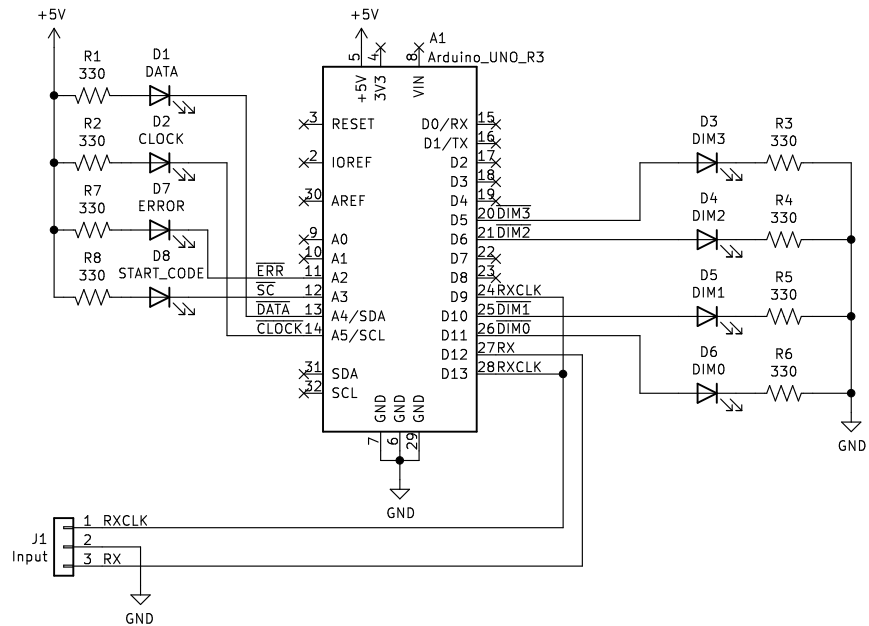 +5V
R1
330
D1
DATA
R2
330
D2
CLOCK
R7
330
D7
ERROR
R8
330
D8
START_CODE
ERR
SC
DATA
CLOCK
+5V
A1
Arduino_UNO_R3
5
4
8
+5V
3V3
VIN
3 RESET
2 IOREF
30 AREF
9 A0
10 A1
11 A2
12 A3
13 A4/SDA
14 A5/SCL
31 SDA
32 SCL
D0/RX 15
D1/TX 16
D2 17
D3 18
D4 19
D5 20 DIM3
D6 21 DIM2
D7 22
D8 23
D9 24 RXCLK
D10 25 DIM1
D11 26 DIM0
D12 27 RX
D13 28 RXCLK
GND
GND
GND
7
6
29
GND
D3
DIM3
R3
330
D4
DIM2
R4
330
D5
DIM1
R5
330
D6
DIM0
R6
330
GND
J1
Input
1 RXCLK
2
3 RX
GND